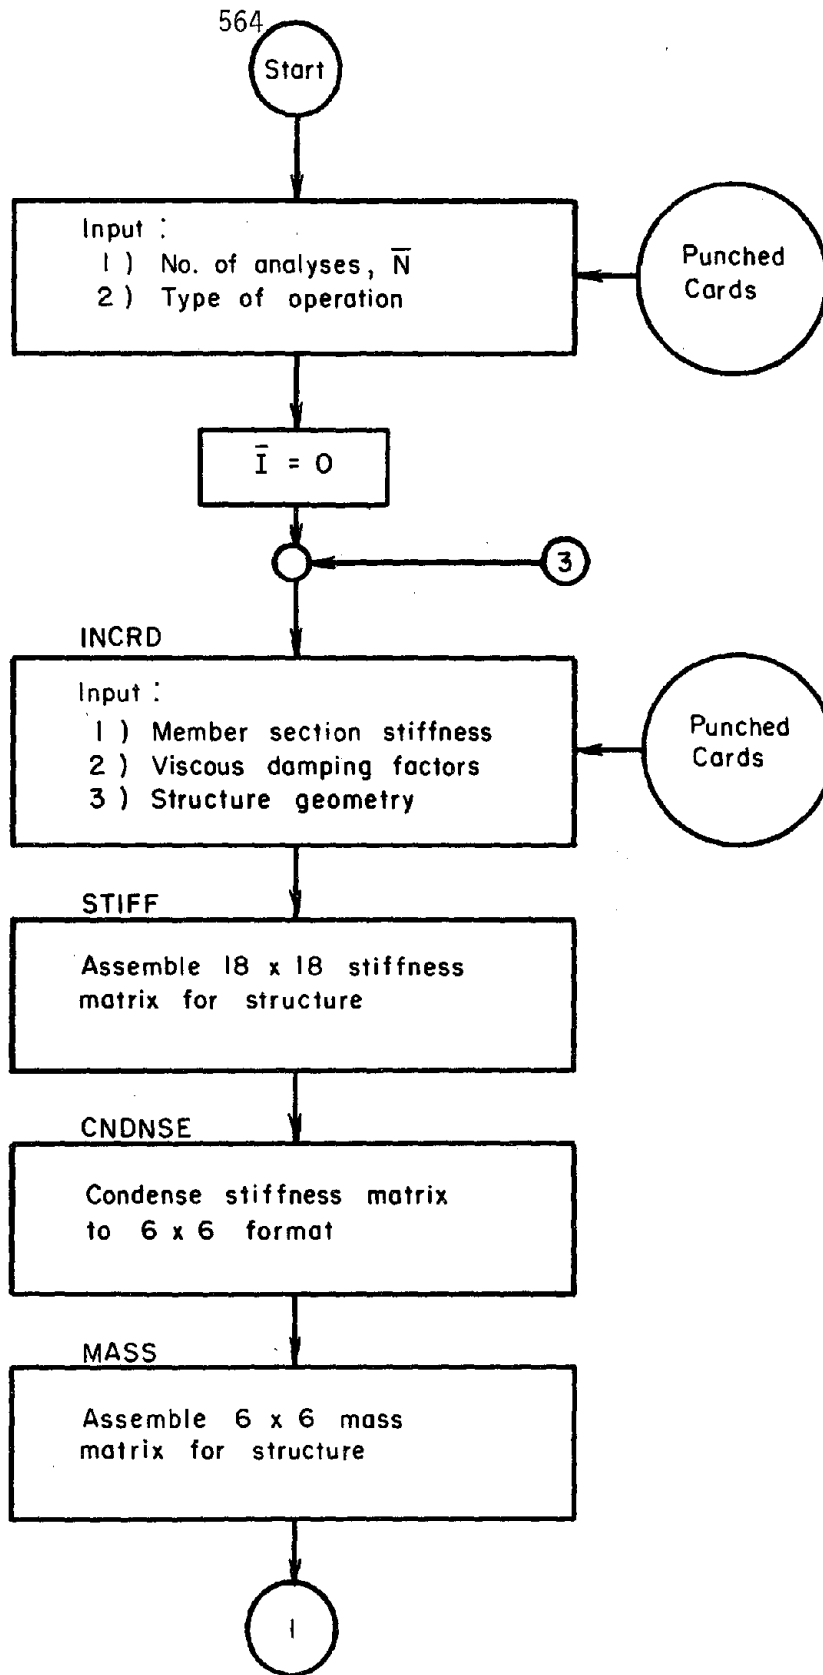 564
Start
Input :
1 ) No. of analyses, N̅
2 ) Type of operation
Punched
Cards
I̅ = 0
3
INCRD
Input :
1 ) Member section stiffness
2 ) Viscous damping factors
3 ) Structure geometry
Punched
Cards
STIFF
Assemble 18 x 18 stiffness
matrix for structure
CNDNSE
Condense stiffness matrix
to 6 x 6 format
MASS
Assemble 6 x 6 mass
matrix for structure
1